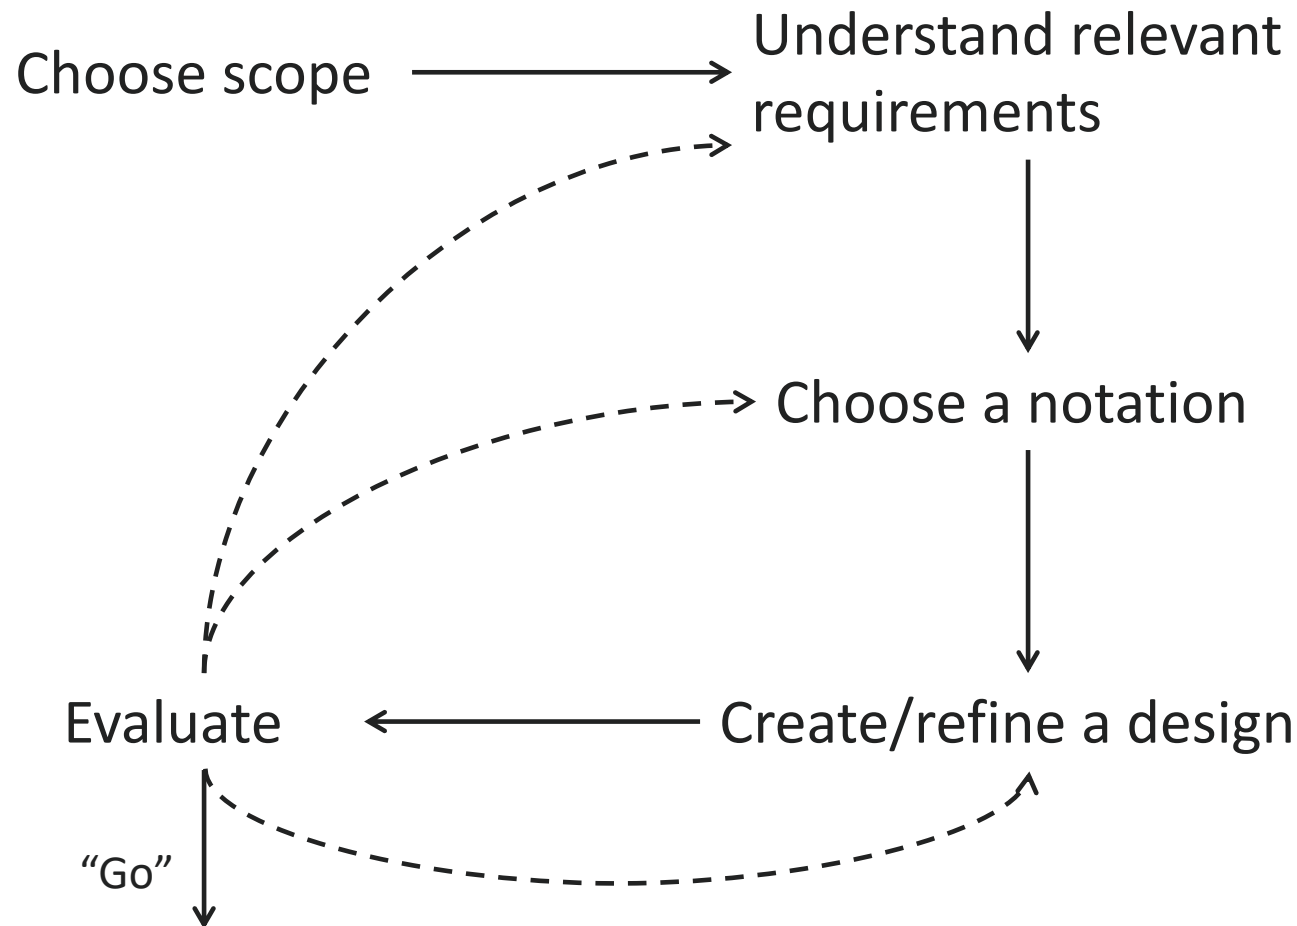 Choose scope
Understand relevant
requirements
Choose a notation
Evaluate
Create/refine a design
“Go”